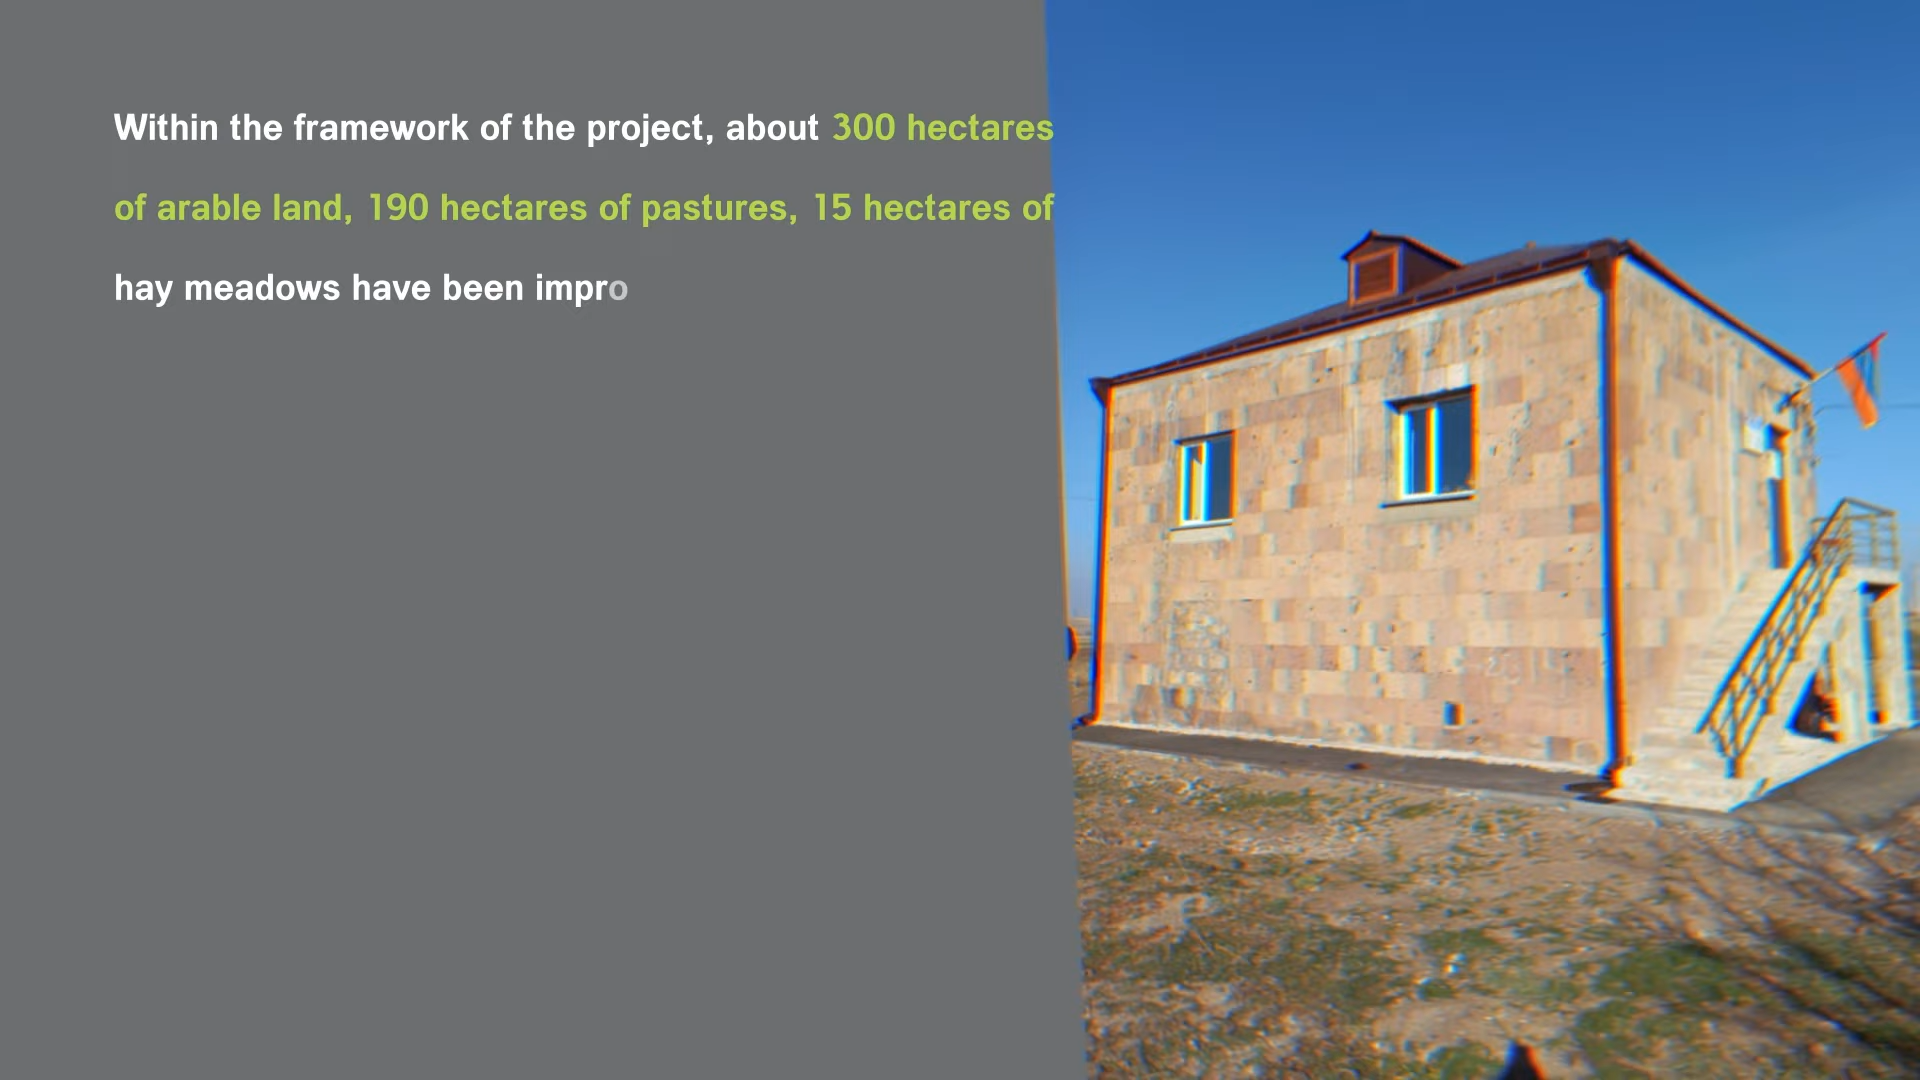 Within the framework of the project, about 300 hectares
of arable land, 190 hectares of pastures, 15 hectares of
hay meadows have been impro